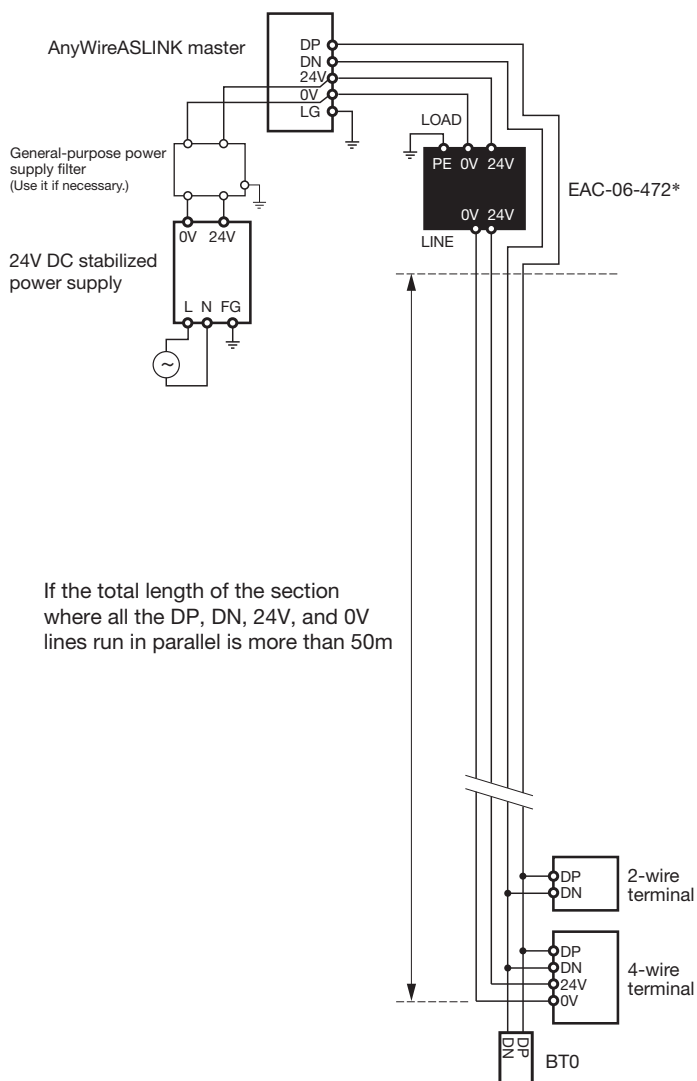 AnyWireASLINK master
DP
DN
24V
0V
LG
LOAD
PE 0V 24V
0V 24V
LINE
EAC-06-472*
General-purpose power
supply filter
(Use it if necessary.)
0V 24V
24V DC stabilized
power supply
L N FG
~
If the total length of the section
where all the DP, DN, 24V, and 0V
lines run in parallel is more than 50m
DP
DN
2-wire
terminal
DP
DN
24V
0V
4-wire
terminal
DN
DP
BT0